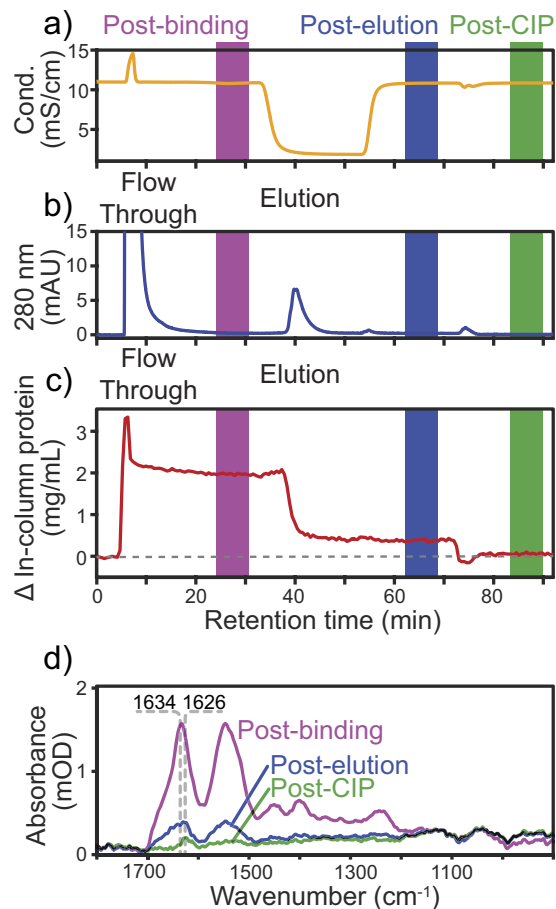 a) Post-binding Post-elution Post-CIP
Cond.
(mS/cm)
15
10
5
Flow
Through
Elution
b)
280 nm
(mAU)
15
10
5
0
Flow
Through
Elution
c)
Δ In-column protein
(mg/mL)
3
2
1
0
0 20 40 60 80
Retention time (min)
d)
Absorbance
(mOD)
2
1
0
1634 1626
Post-binding
Post-elution
Post-CIP
1700 1500 1300 1100
Wavenumber (cm⁻¹)